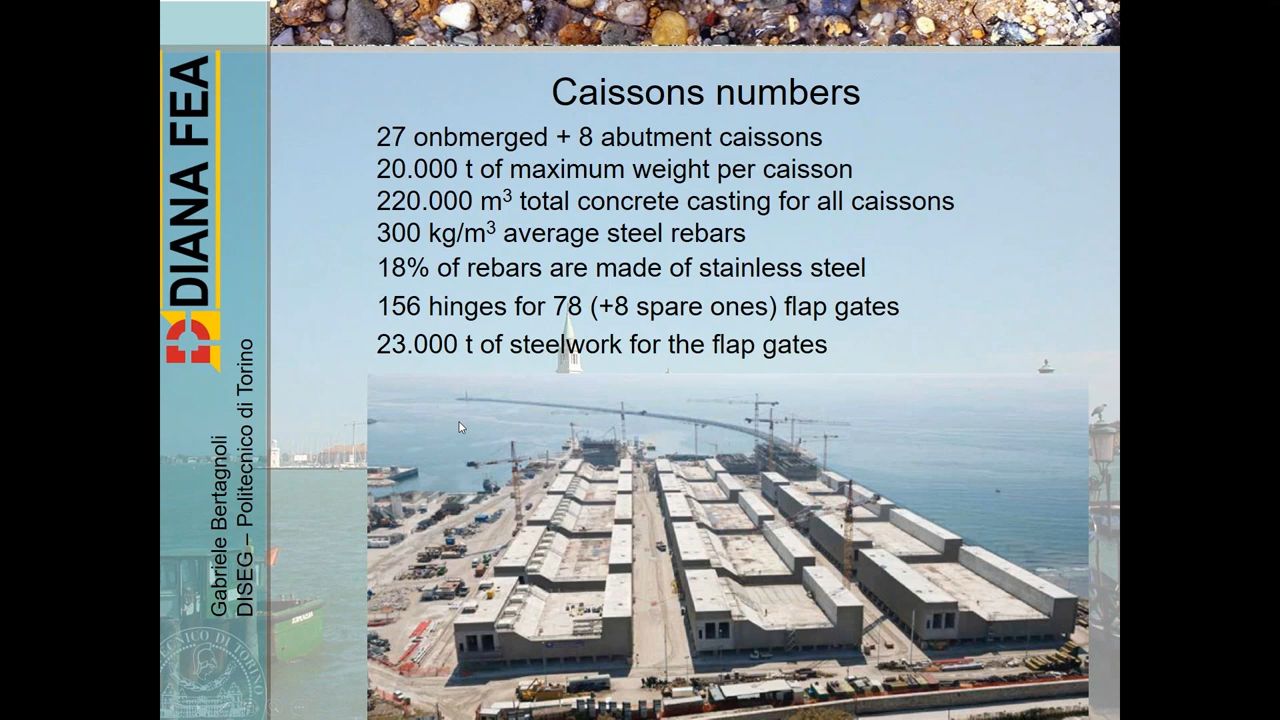 Caissons numbers
27 onbmerged + 8 abutment caissons
20.000 t of maximum weight per caisson
220.000 m³ total concrete casting for all caissons
300 kg/m³ average steel rebars
18% of rebars are made of stainless steel
156 hinges for 78 (+8 spare ones) flap gates
23.000 t of steelwork for the flap gates
DIANA FEA
Gabriele Bertagnoli
DISEG – Politecnico di Torino